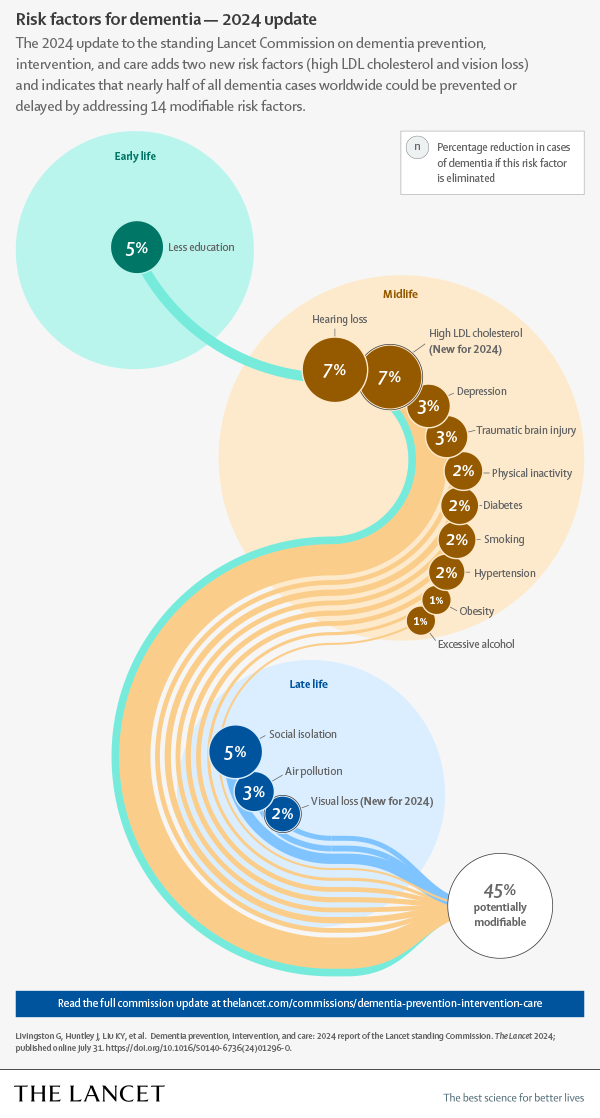 Risk factors for dementia — 2024 update
The 2024 update to the standing Lancet Commission on dementia prevention,
intervention, and care adds two new risk factors (high LDL cholesterol and vision loss)
and indicates that nearly half of all dementia cases worldwide could be prevented or
delayed by addressing 14 modifiable risk factors.
Early life
n
Percentage reduction in cases
of dementia if this risk factor
is eliminated
5%
Less education
Midlife
Hearing loss
7%
High LDL cholesterol
(New for 2024)
7%
Depression
3%
Traumatic brain injury
3%
Physical inactivity
2%
Diabetes
2%
Smoking
2%
Hypertension
2%
Obesity
1%
Excessive alcohol
1%
Late life
Social isolation
5%
Air pollution
3%
Visual loss (New for 2024)
2%
45%
potentially
modifiable
Read the full commission update at thelancet.com/commissions/dementia-prevention-intervention-care
Livingston G, Huntley J, Liu KY, et al. Dementia prevention, intervention, and care: 2024 report of the Lancet standing Commission. The Lancet 2024;
published online July 31. https://doi.org/10.1016/S0140-6736(24)01296-0.
THE LANCET
The best science for better lives